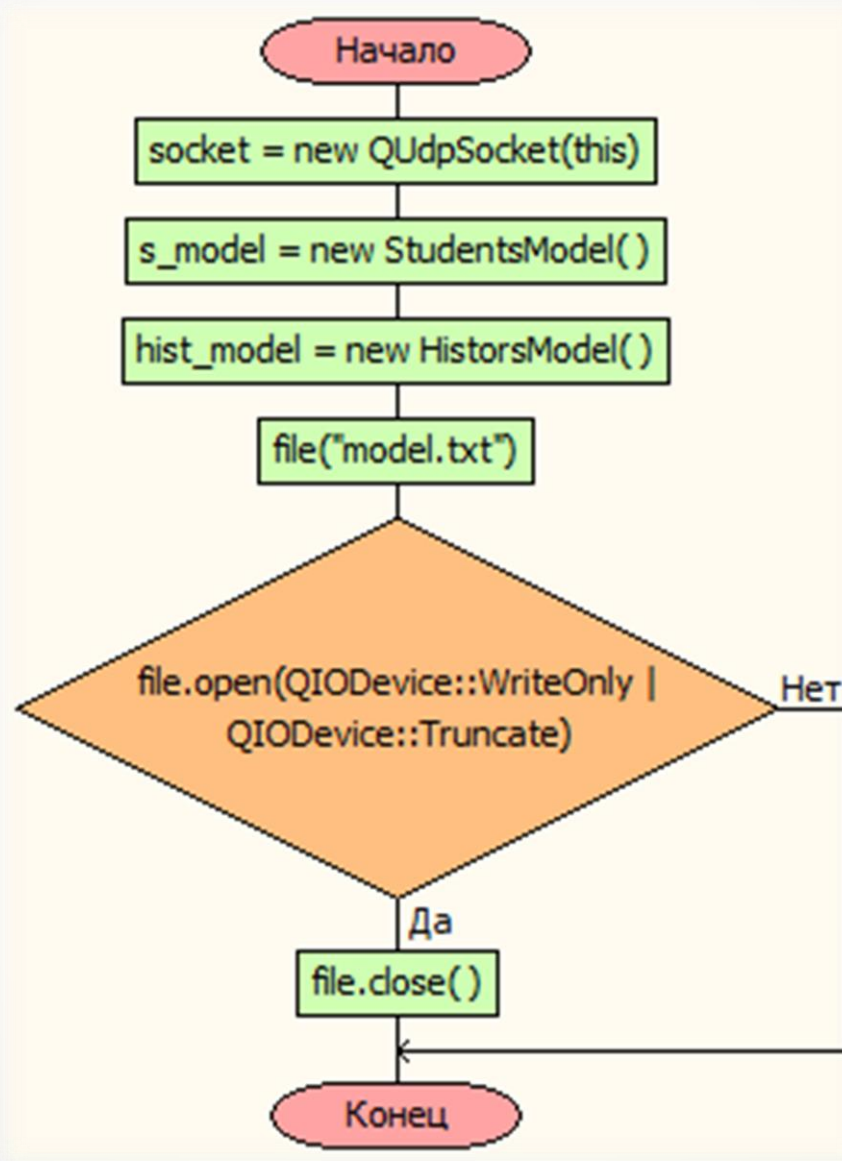 Начало
socket = new QUdpSocket(this)
s_model = new StudentsModel()
hist_model = new HistorsModel()
file("model.txt")
file.open(QIODevice::WriteOnly |
QIODevice::Truncate)
Нет
Да
file.close()
Конец